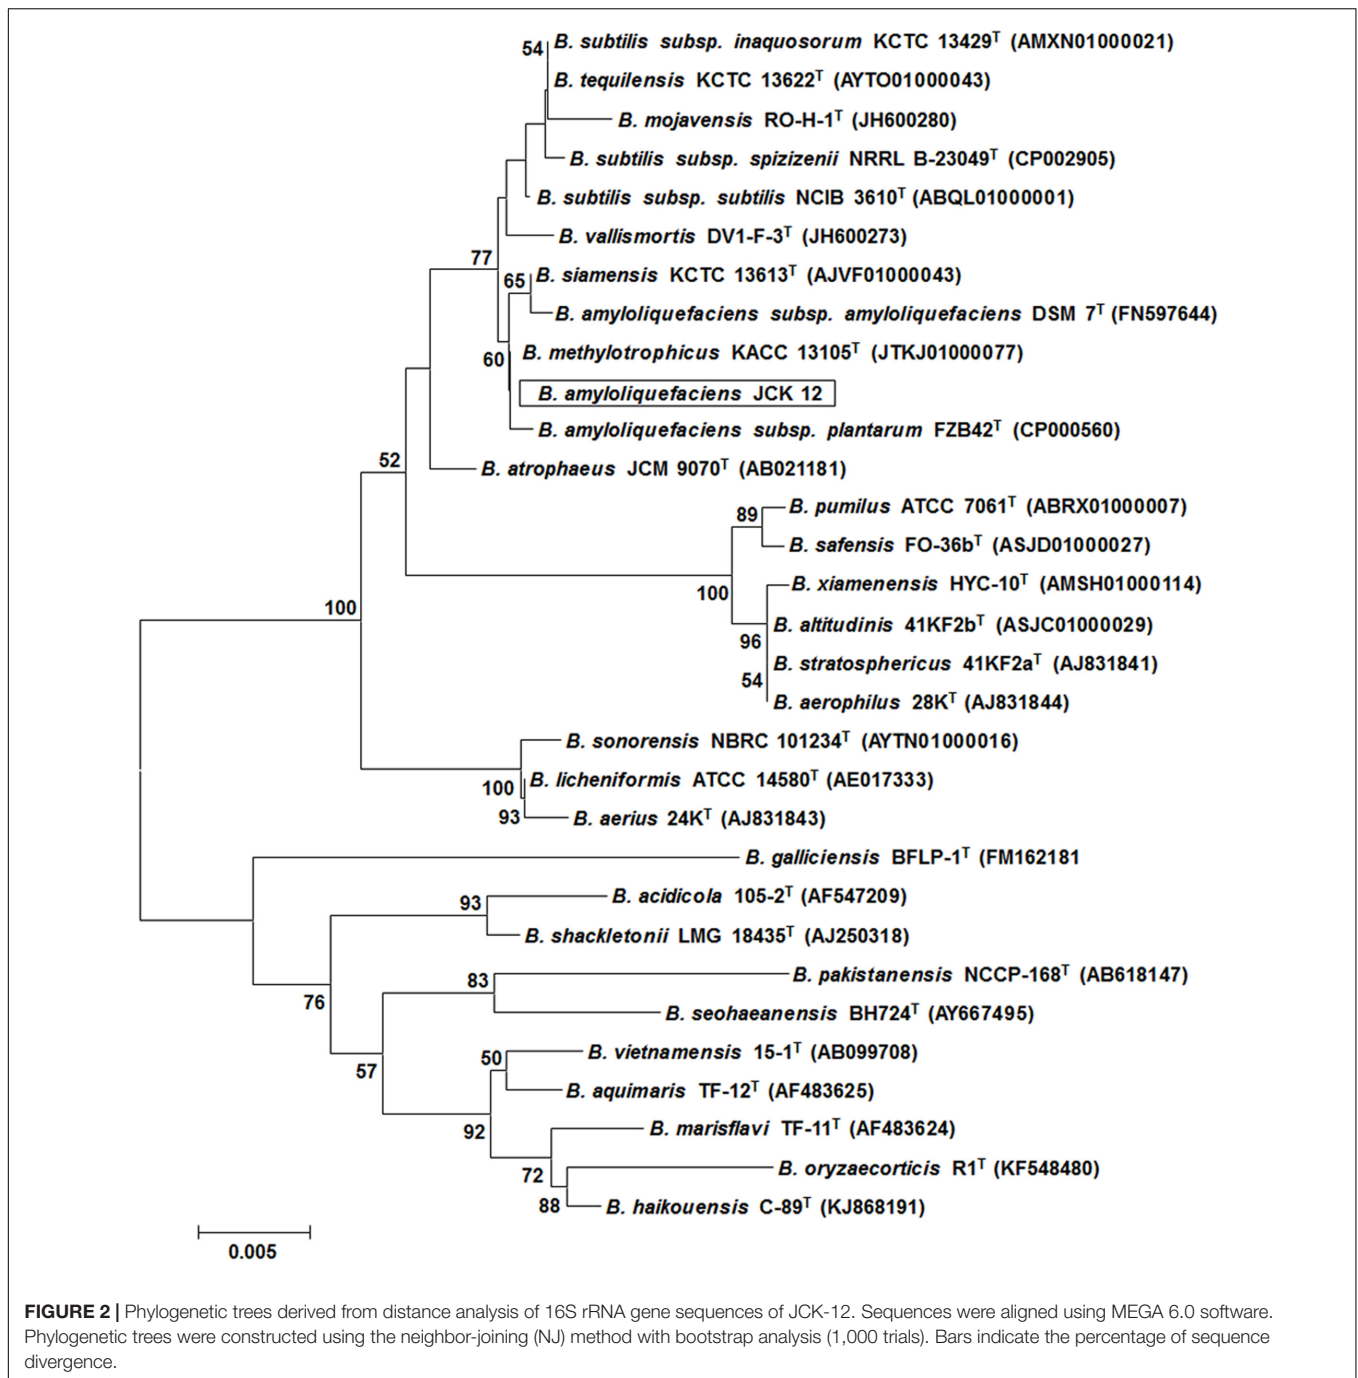 54
B. subtilis subsp. inaquosorum KCTC 13429T (AMXN01000021)
B. tequilensis KCTC 13622T (AYTO01000043)
B. mojavensis RO-H-1T (JH600280)
B. subtilis subsp. spizizenii NRRL B-23049T (CP002905)
B. subtilis subsp. subtilis NCIB 3610T (ABQL01000001)
B. vallismortis DV1-F-3T (JH600273)
77
65
B. siamensis KCTC 13613T (AJVF01000043)
B. amyloliquefaciens subsp. amyloliquefaciens DSM 7T (FN597644)
60
B. methylotrophicus KACC 13105T (JTKJ01000077)
B. amyloliquefaciens JCK 12
B. amyloliquefaciens subsp. plantarum FZB42T (CP000560)
52
B. atrophaeus JCM 9070T (AB021181)
89
B. pumilus ATCC 7061T (ABRX01000007)
B. safensis FO-36bT (ASJD01000027)
100
B. xiamenensis HYC-10T (AMSH01000114)
100
B. altitudinis 41KF2bT (ASJC01000029)
96
B. stratosphericus 41KF2aT (AJ831841)
54
B. aerophilus 28KT (AJ831844)
B. sonorensis NBRC 101234T (AYTN01000016)
100
B. licheniformis ATCC 14580T (AE017333)
93
B. aerius 24KT (AJ831843)
B. galliciensis BFLP-1T (FM162181
93
B. acidicola 105-2T (AF547209)
B. shackletonii LMG 18435T (AJ250318)
83
B. pakistanensis NCCP-168T (AB618147)
76
B. seohaeanensis BH724T (AY667495)
50
B. vietnamensis 15-1T (AB099708)
57
B. aquimaris TF-12T (AF483625)
92
B. marisflavi TF-11T (AF483624)
72
B. oryzaecorticis R1T (KF548480)
88
B. haikouensis C-89T (KJ868191)
0.005
FIGURE 2 | Phylogenetic trees derived from distance analysis of 16S rRNA gene sequences of JCK-12. Sequences were aligned using MEGA 6.0 software.
Phylogenetic trees were constructed using the neighbor-joining (NJ) method with bootstrap analysis (1,000 trials). Bars indicate the percentage of sequence
divergence.